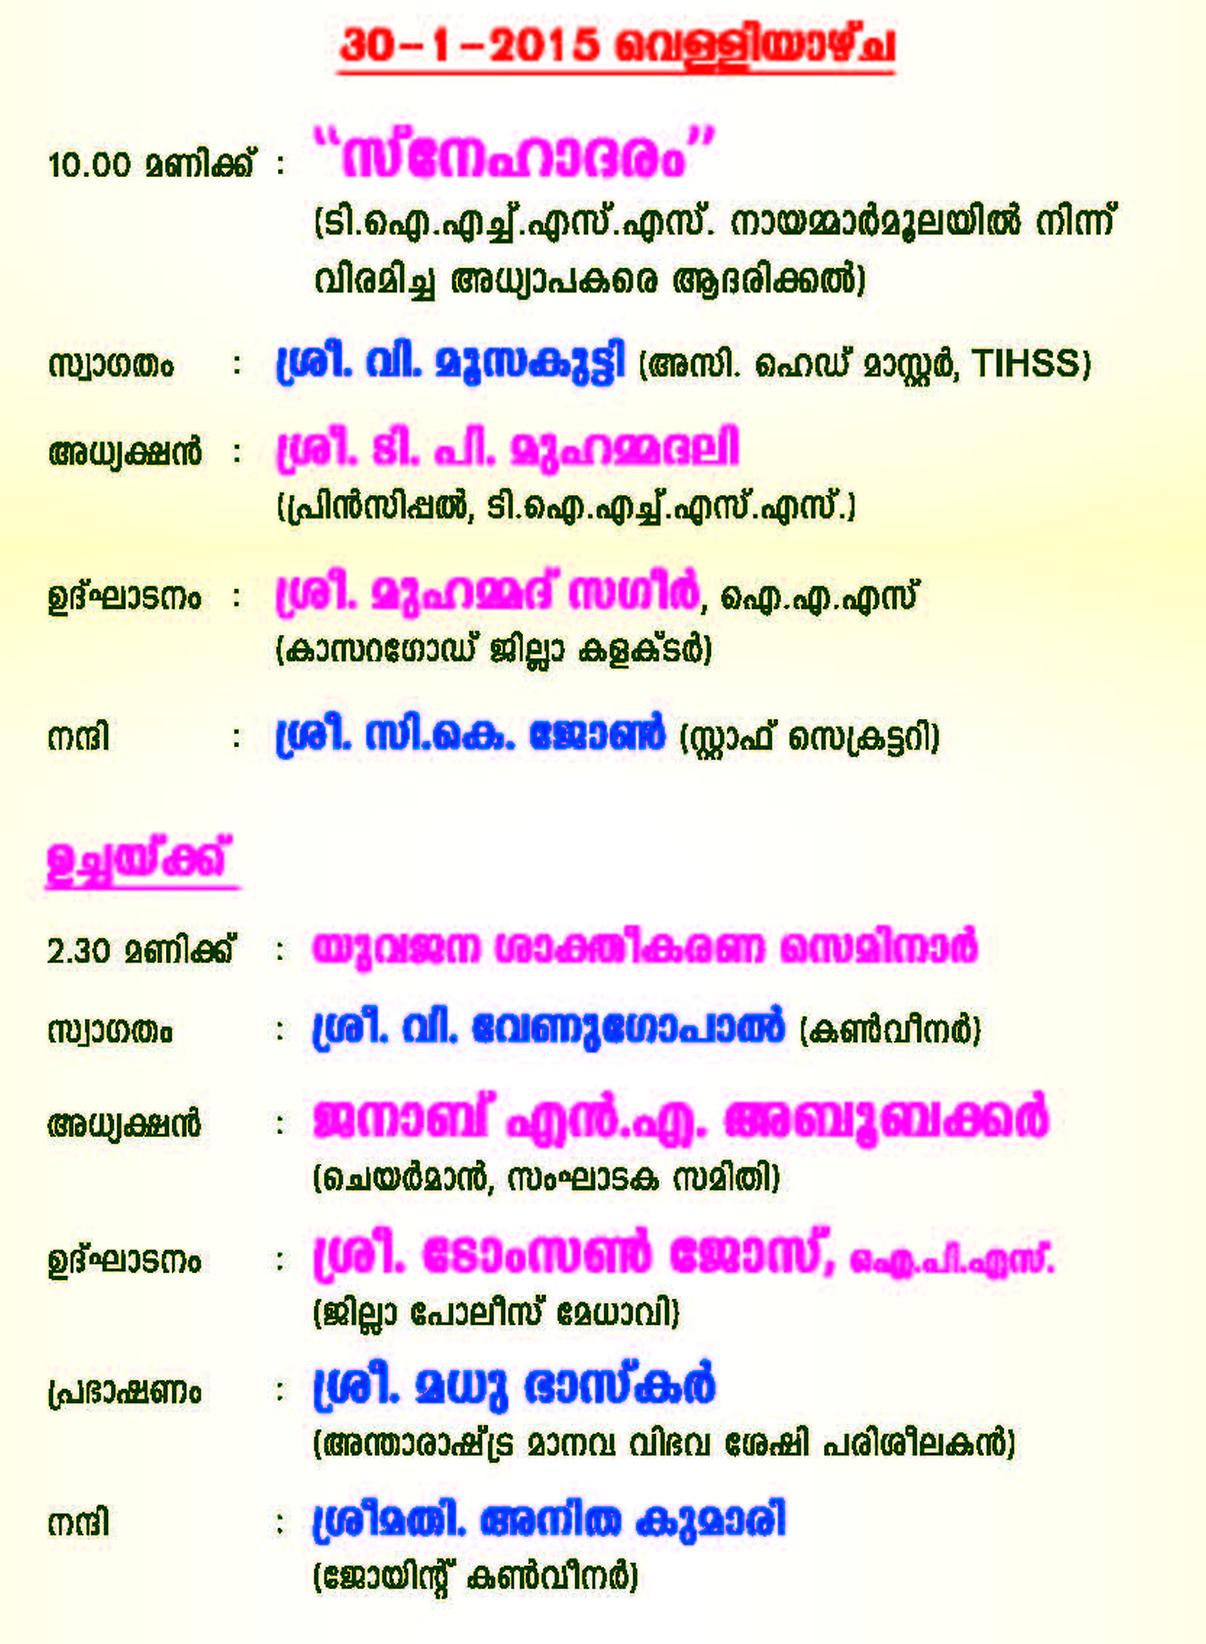 30-1-2015 വെള്ളിയാഴ്ച
10.00 മണിക്ക് : “സ്നേഹാദരം”
(ടി.ഐ.എച്ച്.എസ്.എസ്. നായമ്മാർമൂലയിൽ നിന്ന്
വിരമിച്ച അധ്യാപകരെ ആദരിക്കൽ)
സ്വാഗതം : ശ്രീ. വി. മൂസകുട്ടി (അസി. ഹെഡ് മാസ്റ്റർ, TIHSS)
അധ്യക്ഷൻ : ശ്രീ. ടി. പി. മുഹമ്മദലി
(പ്രിൻസിപ്പൽ, ടി.ഐ.എച്ച്.എസ്.എസ്.)
ഉദ്ഘാടനം : ശ്രീ. മുഹമ്മദ് സഗീർ, ഐ.എ.എസ്
(കാസറഗോഡ് ജില്ലാ കളക്ടർ)
നന്ദി : ശ്രീ. സി.കെ. ജോൺ (സ്റ്റാഫ് സെക്രട്ടറി)
ഉച്ചയ്ക്ക്
2.30 മണിക്ക് : യുവജന ശാക്തീകരണ സെമിനാർ
സ്വാഗതം : ശ്രീ. വി. വേണുഗോപാൽ (കൺവീനർ)
അധ്യക്ഷൻ : ജനാബ് എൻ.എ. അബൂബക്കർ
(ചെയർമാൻ, സംഘാടക സമിതി)
ഉദ്ഘാടനം : ശ്രീ. ടോംസൺ ജോസ്, ഐ.പി.എസ്.
(ജില്ലാ പോലീസ് മേധാവി)
പ്രഭാഷണം : ശ്രീ. മധു ഭാസ്കർ
(അന്താരാഷ്ട്ര മാനവ വിഭവ ശേഷി പരിശീലകൻ)
നന്ദി : ശ്രീമതി. അനിത കുമാരി
(ജോയിന്റ് കൺവീനർ)